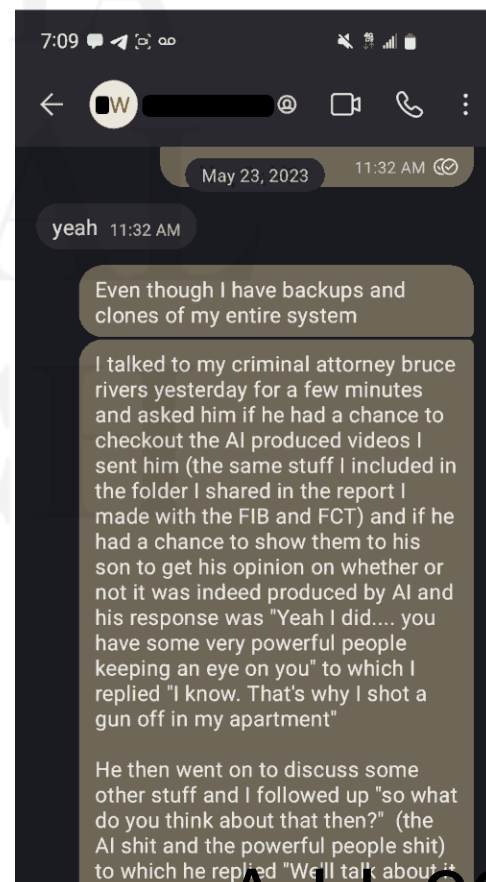 7:09
W
11:32 AM
May 23, 2023
yeah 11:32 AM
Even though I have backups and
clones of my entire system
I talked to my criminal attorney bruce
rivers yesterday for a few minutes
and asked him if he had a chance to
checkout the AI produced videos I
sent him (the same stuff I included in
the folder I shared in the report I
made with the FIB and FCT) and if he
had a chance to show them to his
son to get his opinion on whether or
not it was indeed produced by AI and
his response was "Yeah I did.... you
have some very powerful people
keeping an eye on you" to which I
replied "I know. That's why I shot a
gun off in my apartment"
He then went on to discuss some
other stuff and I followed up "so what
do you think about that then?" (the
AI shit and the powerful people shit)
to which he replied "We'll talk about it